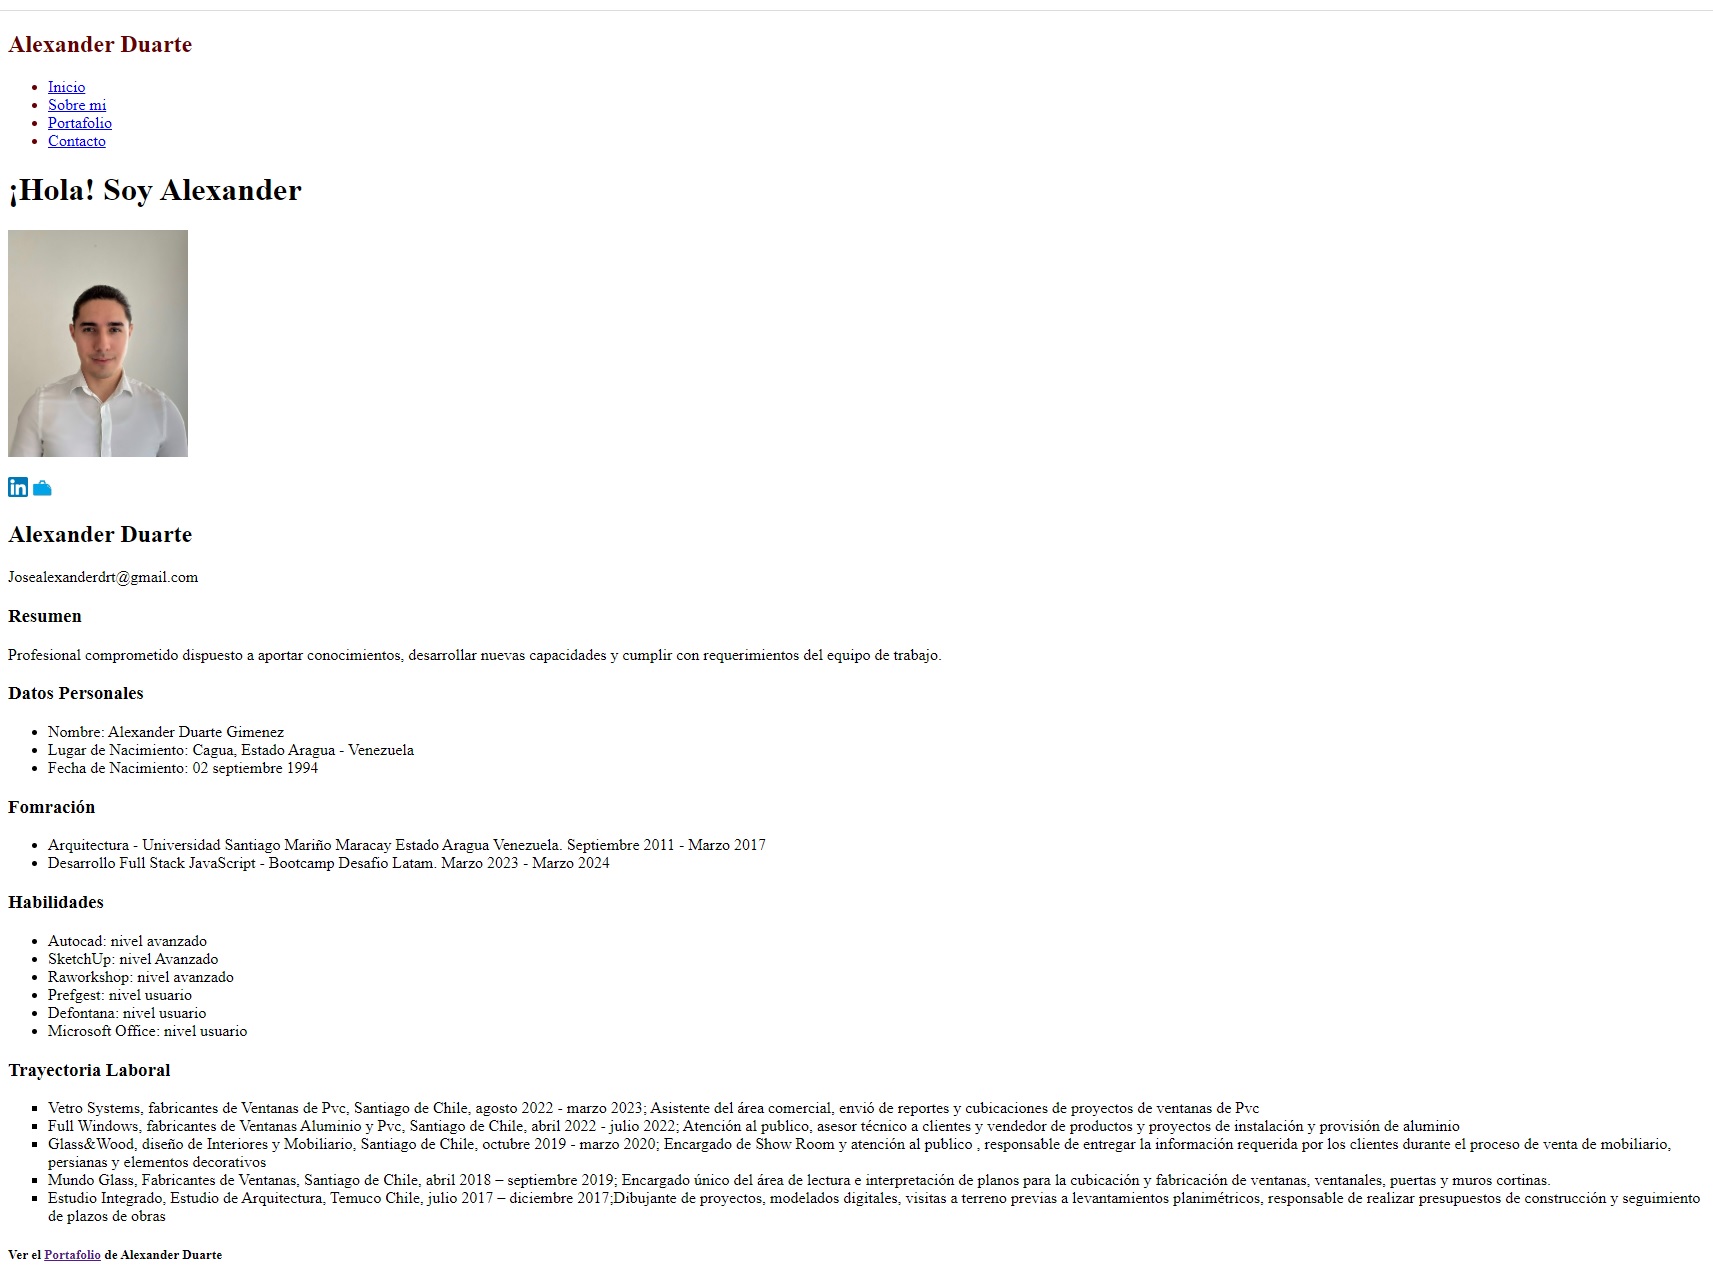 Alexander Duarte
Inicio
Sobre mi
Portafolio
Contacto
¡Hola! Soy Alexander
in
Alexander Duarte
Josealexanderdrt@gmail.com
Resumen
Profesional comprometido dispuesto a aportar conocimientos, desarrollar nuevas capacidades y cumplir con requerimientos del equipo de trabajo.
Datos Personales
Nombre: Alexander Duarte Gimenez
Lugar de Nacimiento: Cagua, Estado Aragua - Venezuela
Fecha de Nacimiento: 02 septiembre 1994
Fomración
Arquitectura - Universidad Santiago Mariño Maracay Estado Aragua Venezuela. Septiembre 2011 - Marzo 2017
Desarrollo Full Stack JavaScript - Bootcamp Desafio Latam. Marzo 2023 - Marzo 2024
Habilidades
Autocad: nivel avanzado
SketchUp: nivel Avanzado
Raworkshop: nivel avanzado
Prefgest: nivel usuario
Defontana: nivel usuario
Microsoft Office: nivel usuario
Trayectoria Laboral
Vetro Systems, fabricantes de Ventanas de Pvc, Santiago de Chile, agosto 2022 - marzo 2023; Asistente del área comercial, envió de reportes y cubicaciones de proyectos de ventanas de Pvc
Full Windows, fabricantes de Ventanas Aluminio y Pvc, Santiago de Chile, abril 2022 - julio 2022; Atención al publico, asesor técnico a clientes y vendedor de productos y proyectos de instalación y provisión de aluminio
Glass&Wood, diseño de Interiores y Mobiliario, Santiago de Chile, octubre 2019 - marzo 2020; Encargado de Show Room y atención al publico , responsable de entregar la información requerida por los clientes durante el proceso de venta de mobiliario,
persianas y elementos decorativos
Mundo Glass, Fabricantes de Ventanas, Santiago de Chile, abril 2018 – septiembre 2019; Encargado único del área de lectura e interpretación de planos para la cubicación y fabricación de ventanas, ventanales, puertas y muros cortinas.
Estudio Integrado, Estudio de Arquitectura, Temuco Chile, julio 2017 – diciembre 2017;Dibujante de proyectos, modelados digitales, visitas a terreno previas a levantamientos planimétricos, responsable de realizar presupuestos de construcción y seguimiento
de plazos de obras
Ver el Portafolio de Alexander Duarte